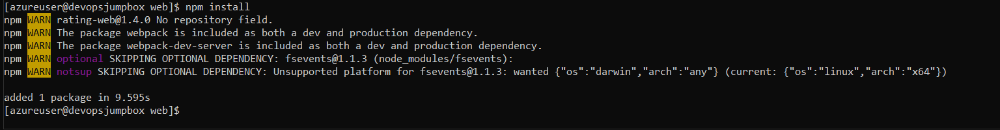 [azureuser@devopsjumpbox web]$ npm install
npm WARN rating-web@1.4.0 No repository field.
npm WARN The package webpack is included as both a dev and production dependency.
npm WARN The package webpack-dev-server is included as both a dev and production dependency.
npm WARN optional SKIPPING OPTIONAL DEPENDENCY: fsevents@1.1.3 (node_modules/fsevents):
npm WARN notsup SKIPPING OPTIONAL DEPENDENCY: Unsupported platform for fsevents@1.1.3: wanted {"os":"darwin","arch":"any"} (current: {"os":"linux","arch":"x64"})
added 1 package in 9.595s
[azureuser@devopsjumpbox web]$